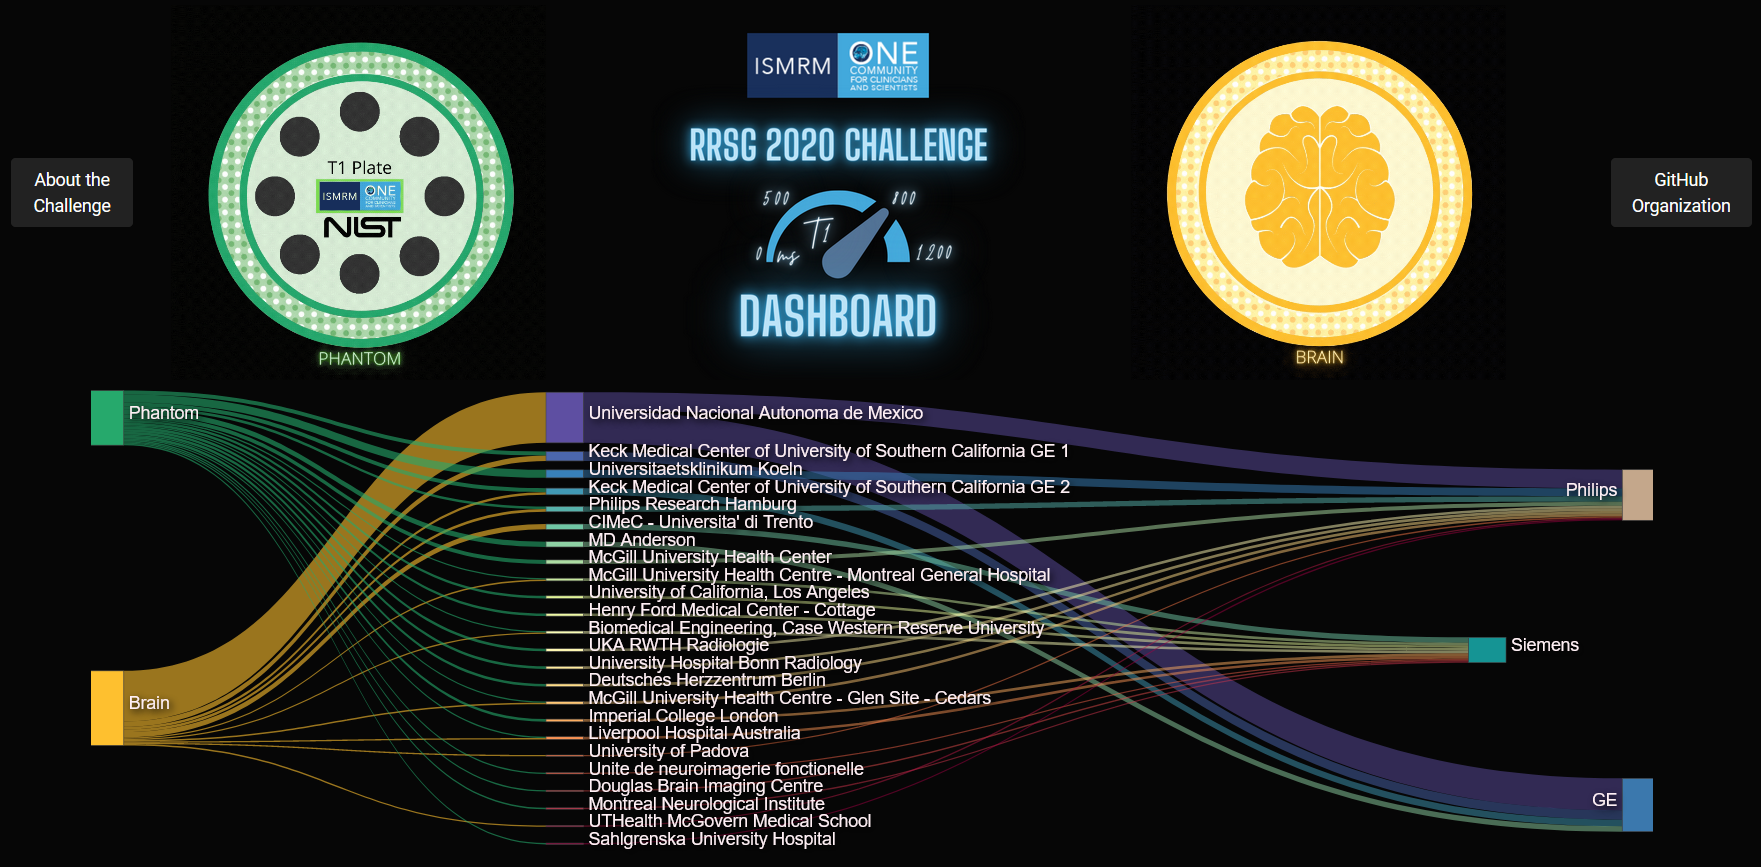 About the
Challenge
T1 Plate
ISMRM
ONE
COMMUNITY
FOR CLINICIANS
AND SCIENTISTS
NIST
PHANTOM
ISMRM
ONE
COMMUNITY
FOR CLINICIANS
AND SCIENTISTS
RRSG 2020 CHALLENGE
500
800
0 ms
T1
1200
DASHBOARD
BRAIN
GitHub
Organization
Phantom
Brain
Universidad Nacional Autonoma de Mexico
Keck Medical Center of University of Southern California GE 1
Universitaetsklinikum Koeln
Keck Medical Center of University of Southern California GE 2
Philips Research Hamburg
CIMeC - Universita' di Trento
MD Anderson
McGill University Health Center
McGill University Health Centre - Montreal General Hospital
University of California, Los Angeles
Henry Ford Medical Center - Cottage
Biomedical Engineering, Case Western Reserve University
UKA RWTH Radiologie
University Hospital Bonn Radiology
Deutsches Herzzentrum Berlin
McGill University Health Centre - Glen Site - Cedars
Imperial College London
Liverpool Hospital Australia
University of Padova
Unite de neuroimagerie fonctionelle
Douglas Brain Imaging Centre
Montreal Neurological Institute
UTHealth McGovern Medical School
Sahlgrenska University Hospital
Philips
Siemens
GE